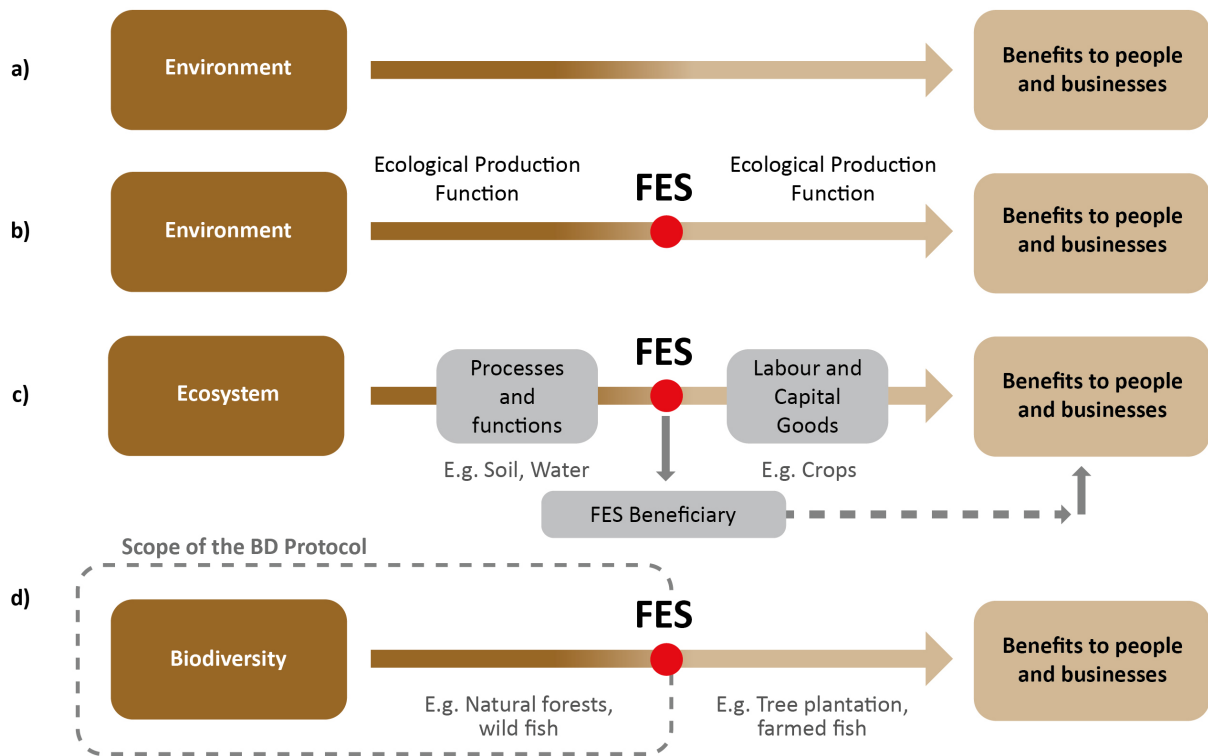 a)
Environment
Benefits to people
and businesses
b)
Environment
Ecological Production
Function
FES
Ecological Production
Function
Benefits to people
and businesses
c)
Ecosystem
Processes
and
functions
E.g. Soil, Water
FES
Labour and
Capital
Goods
E.g. Crops
Benefits to people
and businesses
FES Beneficiary
Scope of the BD Protocol
d)
Biodiversity
FES
E.g. Natural forests,
wild fish
E.g. Tree plantation,
farmed fish
Benefits to people
and businesses